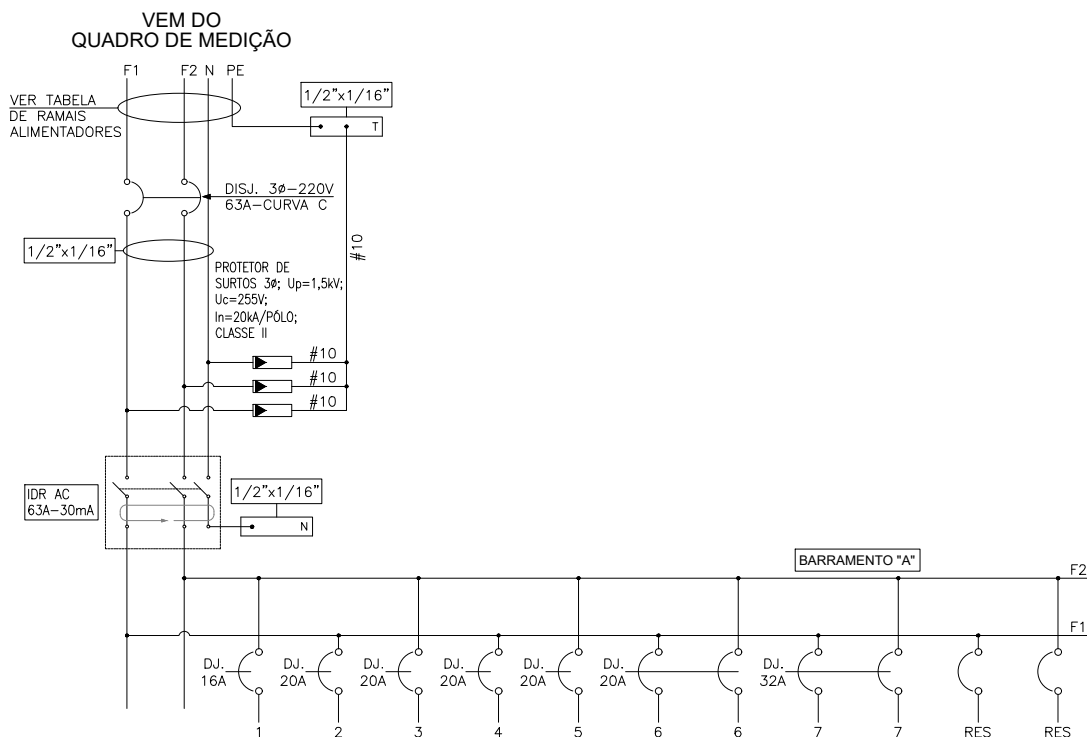 VEM DO
QUADRO DE MEDIÇÃO
F1
F2
N
PE
VER TABELA
DE RAMAIS
ALIMENTADORES
1/2"x1/16"
T
DISJ. 3ø-220V
63A-CURVA C
1/2"x1/16"
#10
PROTETOR DE
SURTOS 3ø; Up=1,5kV;
Uc=255V;
In=20kA/PÓLO;
CLASSE II
#10
#10
#10
IDR AC
63A-30mA
1/2"x1/16"
N
BARRAMENTO "A"
F2
F1
DJ.
16A
DJ.
20A
DJ.
20A
DJ.
20A
DJ.
20A
DJ.
20A
DJ.
32A
1
2
3
4
5
6
6
7
7
RES
RES